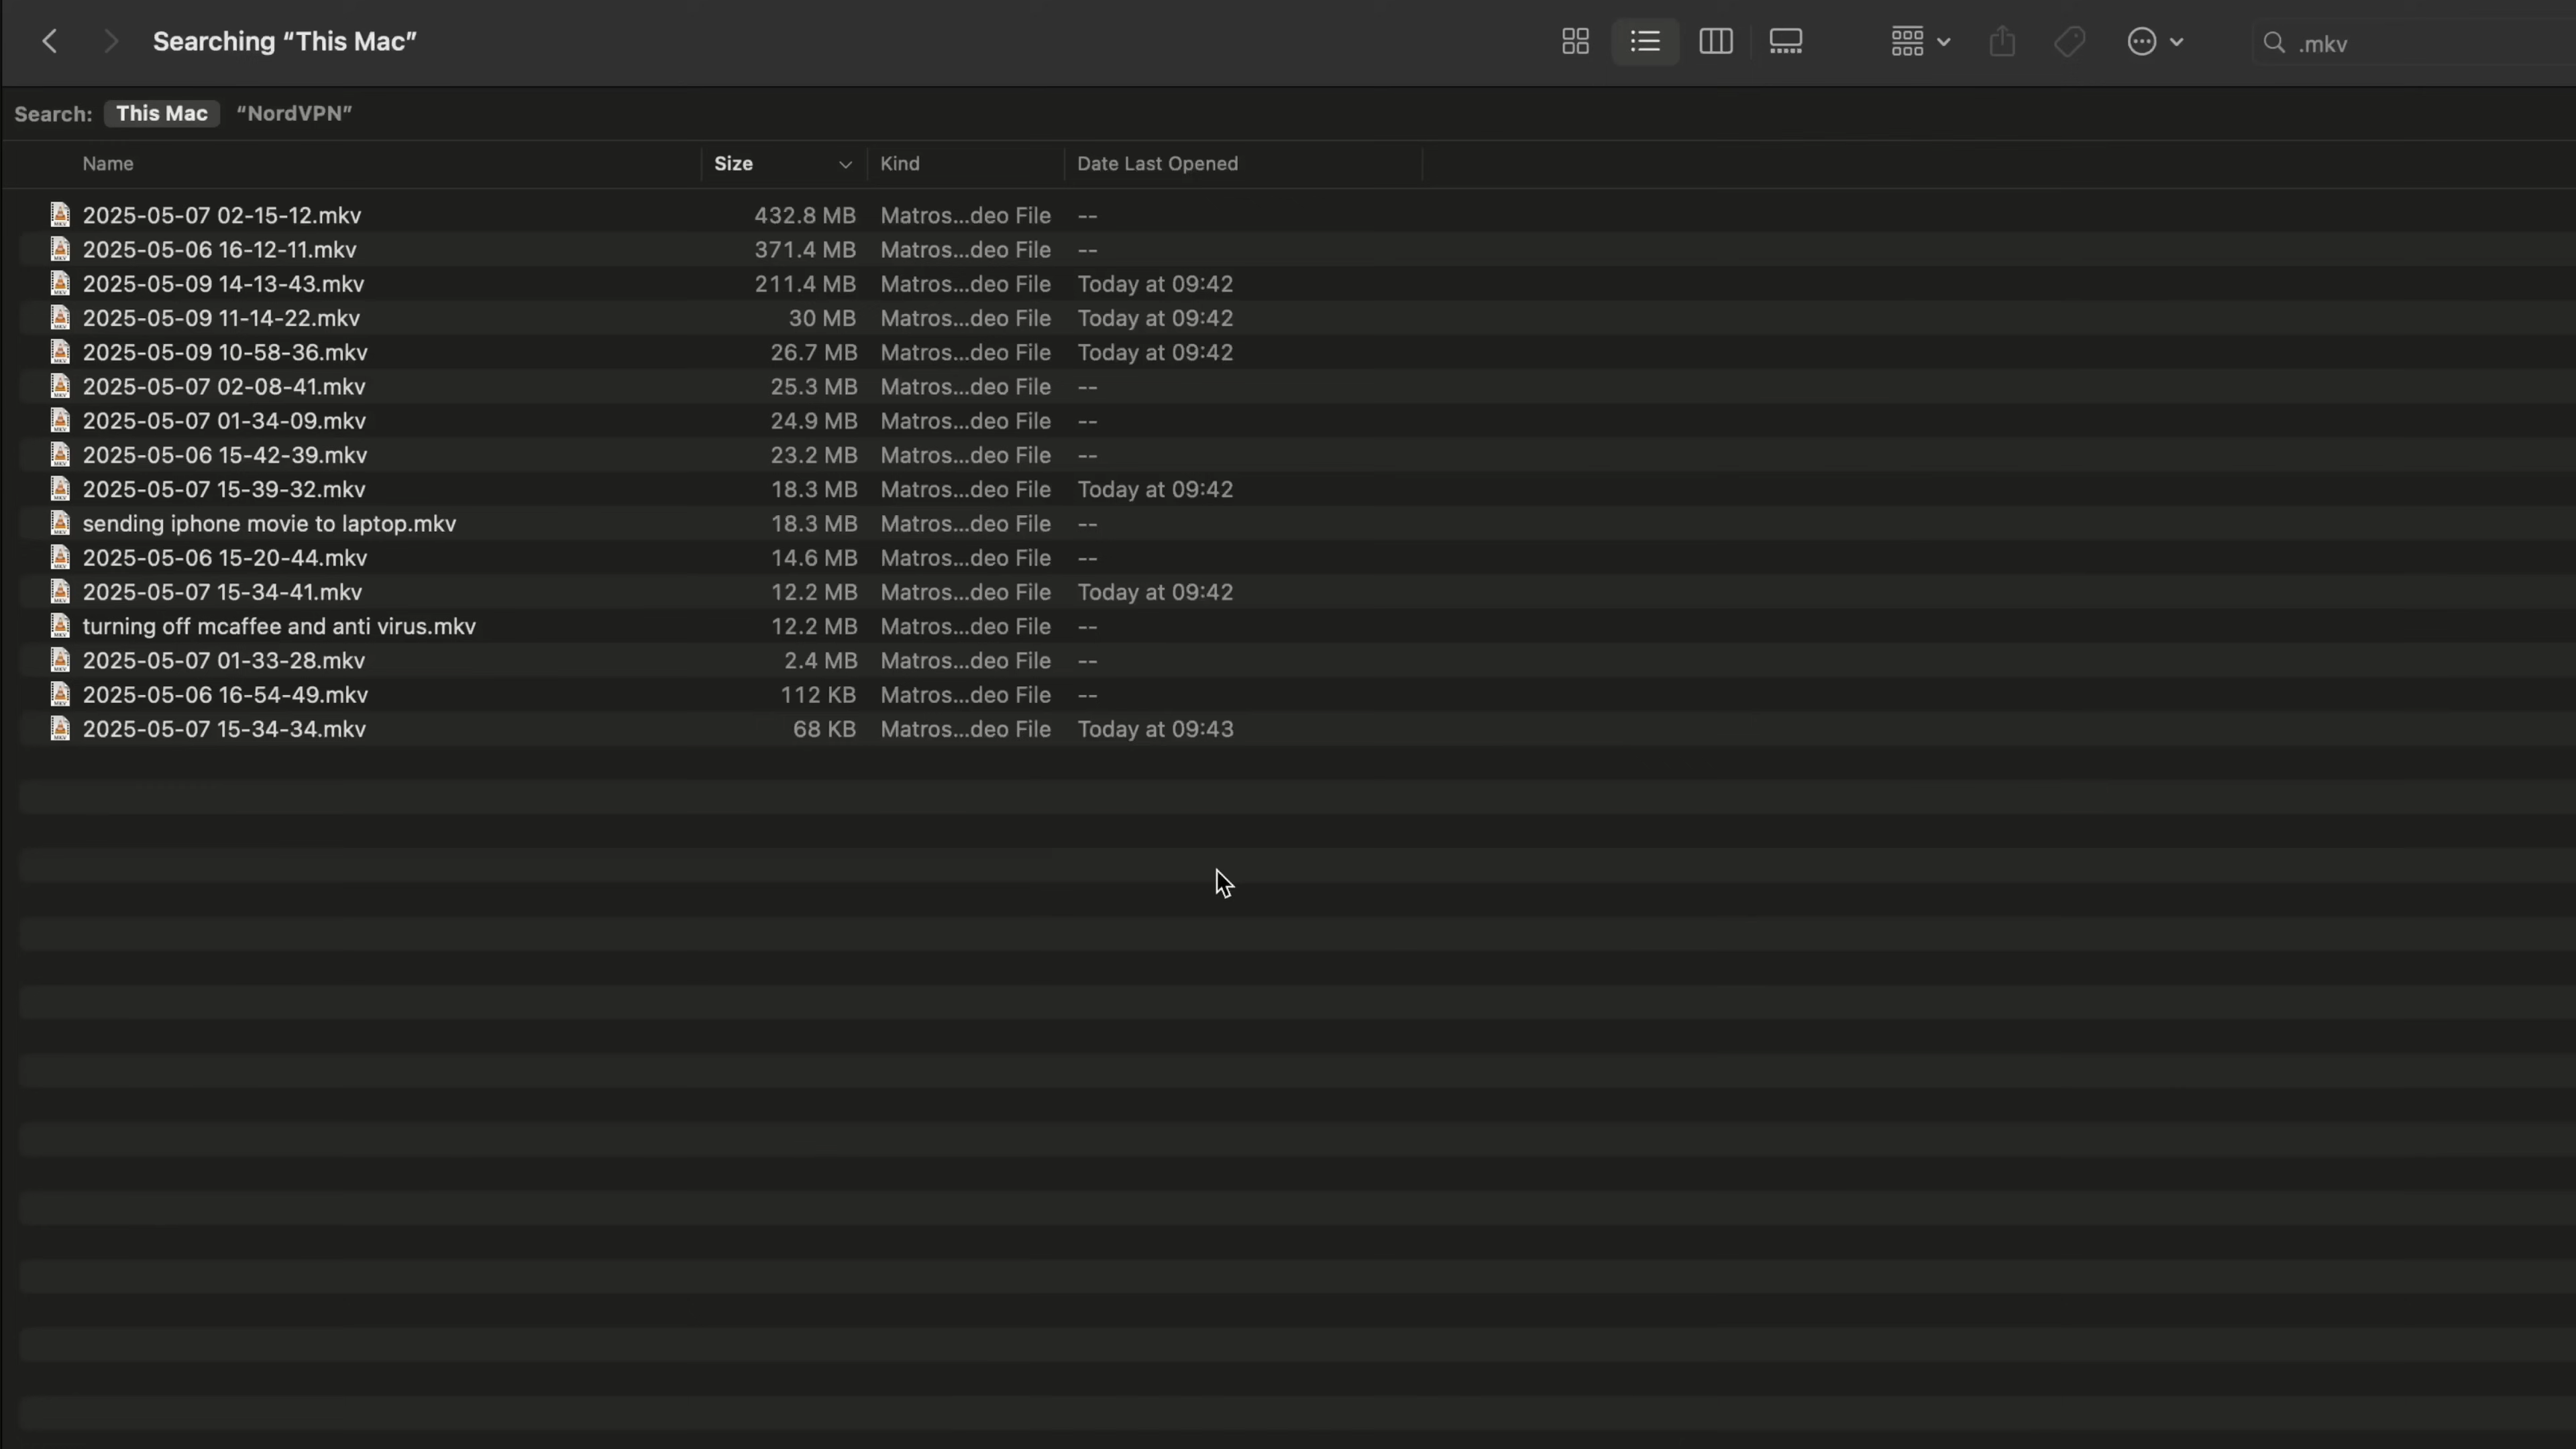 Searching “This Mac”
.mkv
Search: This Mac “NordVPN”
Name Size Kind Date Last Opened
2025-05-07 02-15-12.mkv 432.8 MB Matros...deo File --
2025-05-06 16-12-11.mkv 371.4 MB Matros...deo File --
2025-05-09 14-13-43.mkv 211.4 MB Matros...deo File Today at 09:42
2025-05-09 11-14-22.mkv 30 MB Matros...deo File Today at 09:42
2025-05-09 10-58-36.mkv 26.7 MB Matros...deo File Today at 09:42
2025-05-07 02-08-41.mkv 25.3 MB Matros...deo File --
2025-05-07 01-34-09.mkv 24.9 MB Matros...deo File --
2025-05-06 15-42-39.mkv 23.2 MB Matros...deo File --
2025-05-07 15-39-32.mkv 18.3 MB Matros...deo File Today at 09:42
sending iphone movie to laptop.mkv 18.3 MB Matros...deo File --
2025-05-06 15-20-44.mkv 14.6 MB Matros...deo File --
2025-05-07 15-34-41.mkv 12.2 MB Matros...deo File Today at 09:42
turning off mcaffee and anti virus.mkv 12.2 MB Matros...deo File --
2025-05-07 01-33-28.mkv 2.4 MB Matros...deo File --
2025-05-06 16-54-49.mkv 112 KB Matros...deo File --
2025-05-07 15-34-34.mkv 68 KB Matros...deo File Today at 09:43